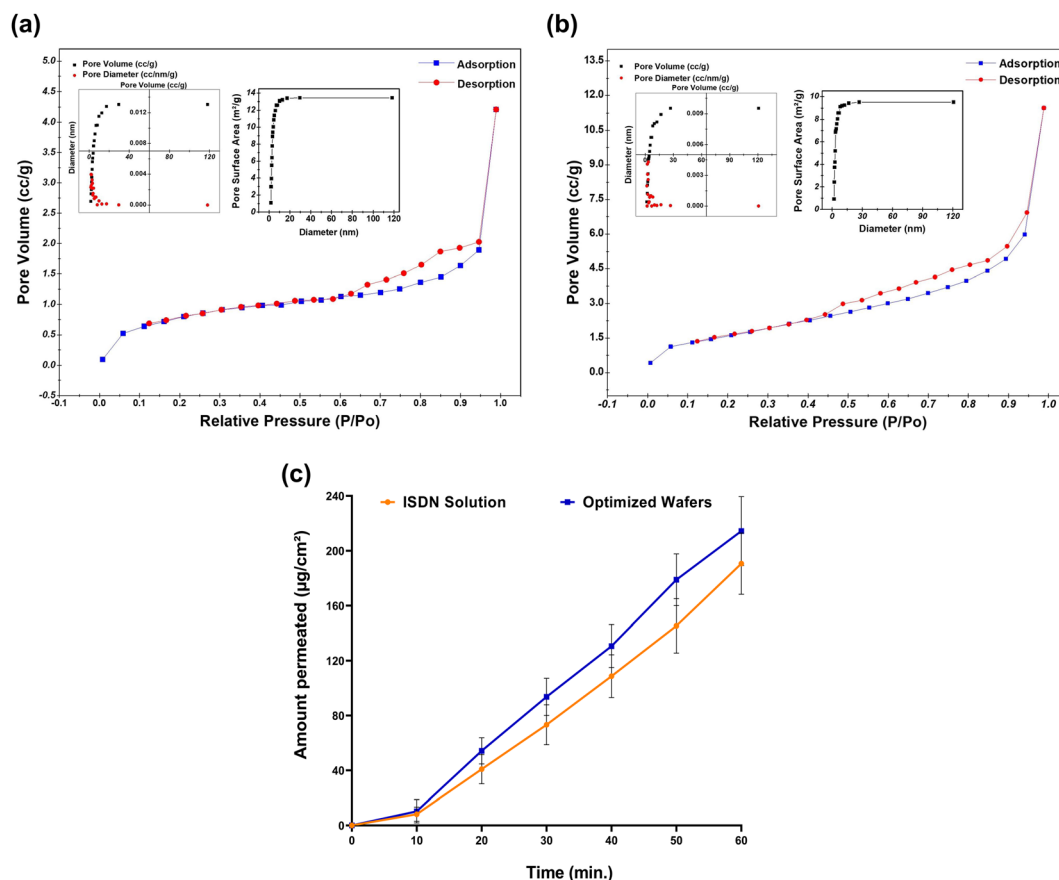 (a)
Pore Volume (cc/g)
5.0
4.5
4.0
3.5
3.0
2.5
2.0
1.5
1.0
0.5
0.0
-0.5
-0.1 0.0 0.1 0.2 0.3 0.4 0.5 0.6 0.7 0.8 0.9 1.0
Relative Pressure (P/Po)
Adsorption
Desorption
Pore Volume (cc/g)
Pore Diameter (cc/nm/g)
Pore Volume (cc/g)
Diameter (nm)
0.012
0.008
0 30 60 90 120
0.004
0.000
Pore Surface Area (m²/g)
14
12
10
8
6
4
2
0
0 20 40 60 80 100 120
Diameter (nm)
(b)
Pore Volume (cc/g)
13.5
12.0
10.5
9.0
7.5
6.0
4.5
3.0
1.5
0.0
-0.1 0.0 0.1 0.2 0.3 0.4 0.5 0.6 0.7 0.8 0.9 1.0
Relative Pressure (P/Po)
Adsorption
Desorption
Pore Volume (cc/g)
Pore Diameter (cc/nm/g)
Pore Volume (cc/g)
Diameter (nm)
0.009
0.006
0 30 60 90 120 150
0.003
0.000
Pore Surface Area (m²/g)
10
8
6
4
2
0
0 20 40 60 80 100 120
Diameter (nm)
(c)
ISDN Solution
Optimized Wafers
Amount permeated (µg/cm²)
240
200
160
120
80
40
0
0 10 20 30 40 50 60
Time (min.)